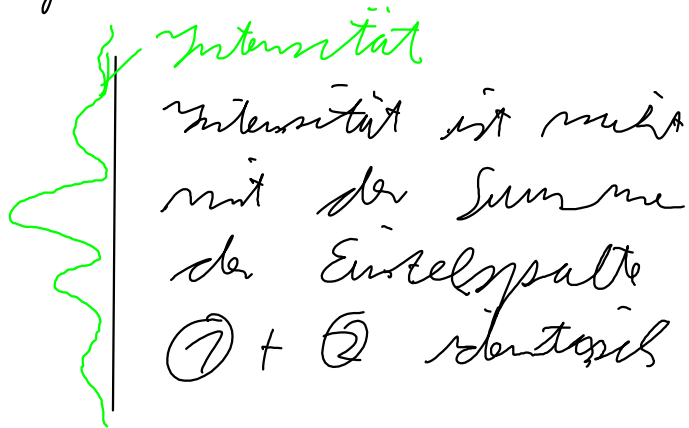 Intensität
Intensität ist nicht
mit der Summe
der Einzelspalte
① + ② identisch